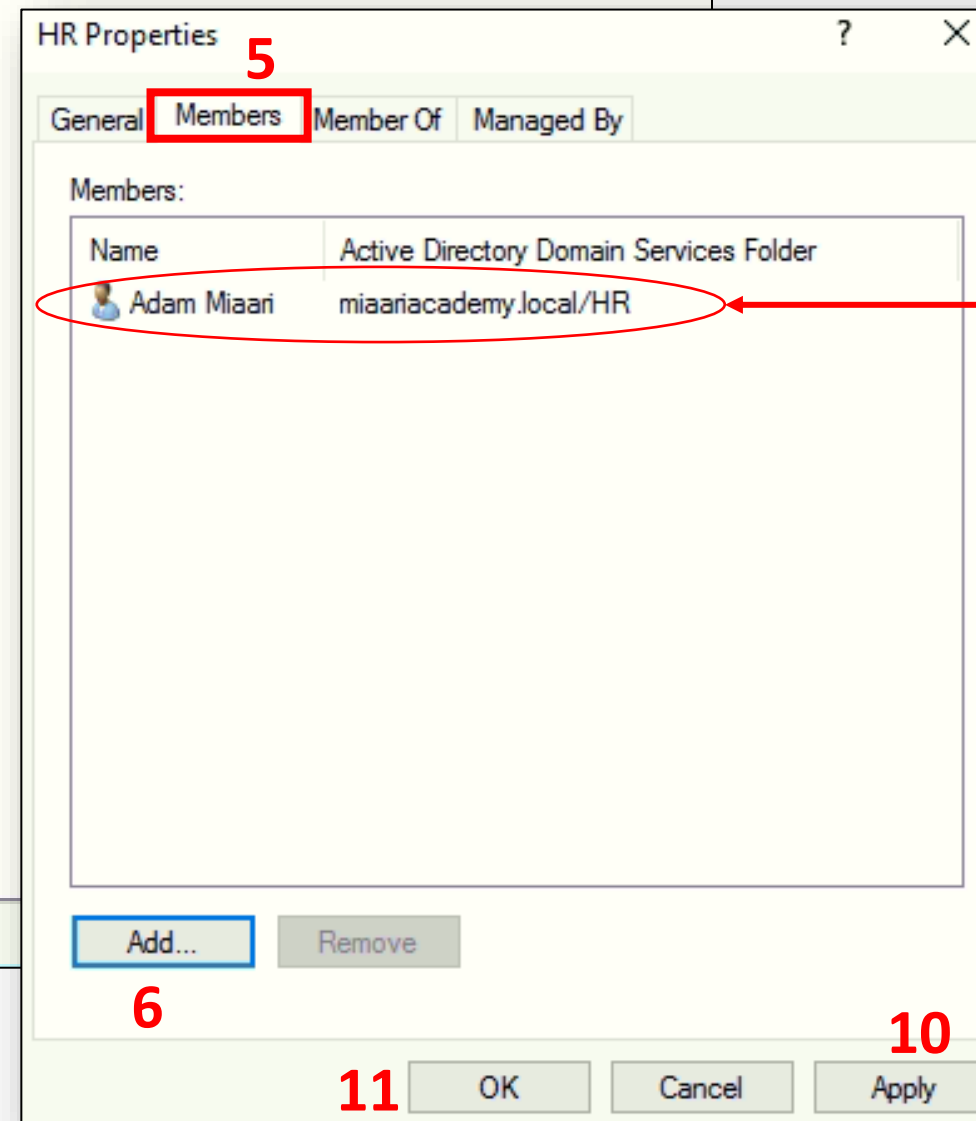 HR Properties ? ×
5
General Members Member Of Managed By
Members:
Name Active Directory Domain Services Folder
Adam Miaari miaariacademy.local/HR
Add... Remove
6
10
11 OK Cancel Apply